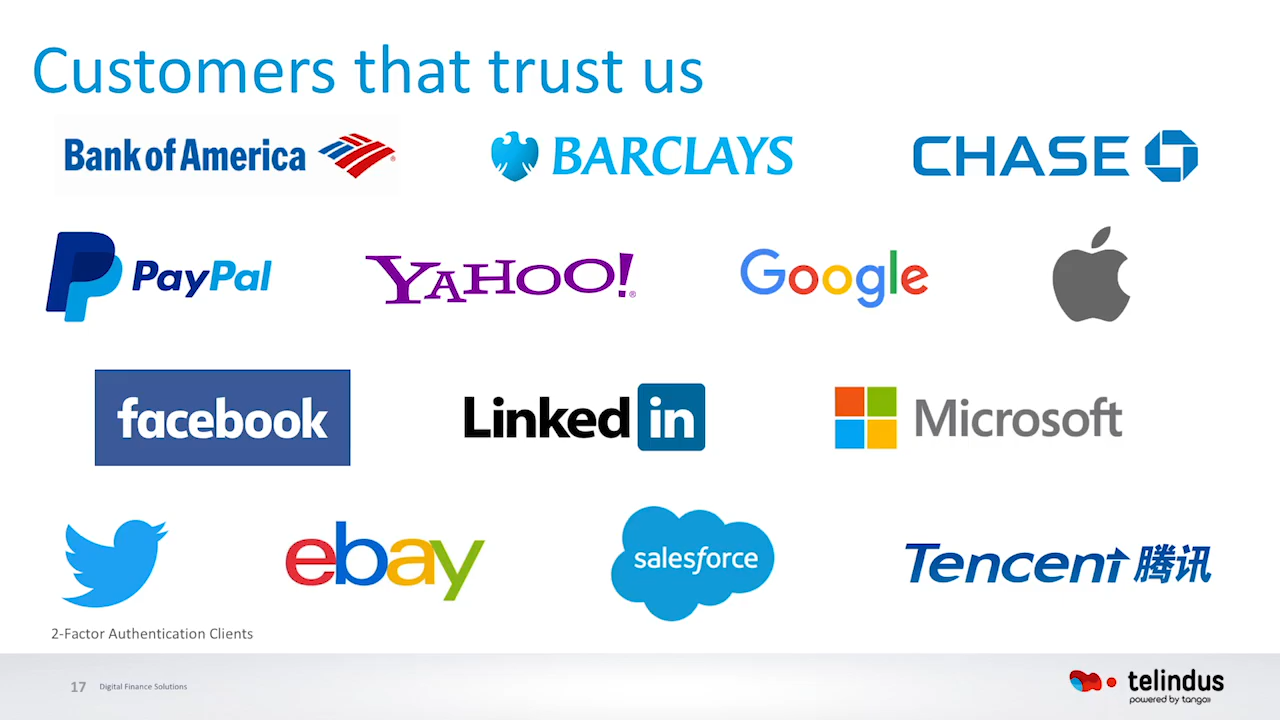 Customers that trust us
Bank of America
BARCLAYS
CHASE
PayPal
YAHOO!
Google
facebook
Linked in
Microsoft
ebay
salesforce
Tencent 腾讯
2-Factor Authentication Clients
17 Digital Finance Solutions
telindus
powered by tango